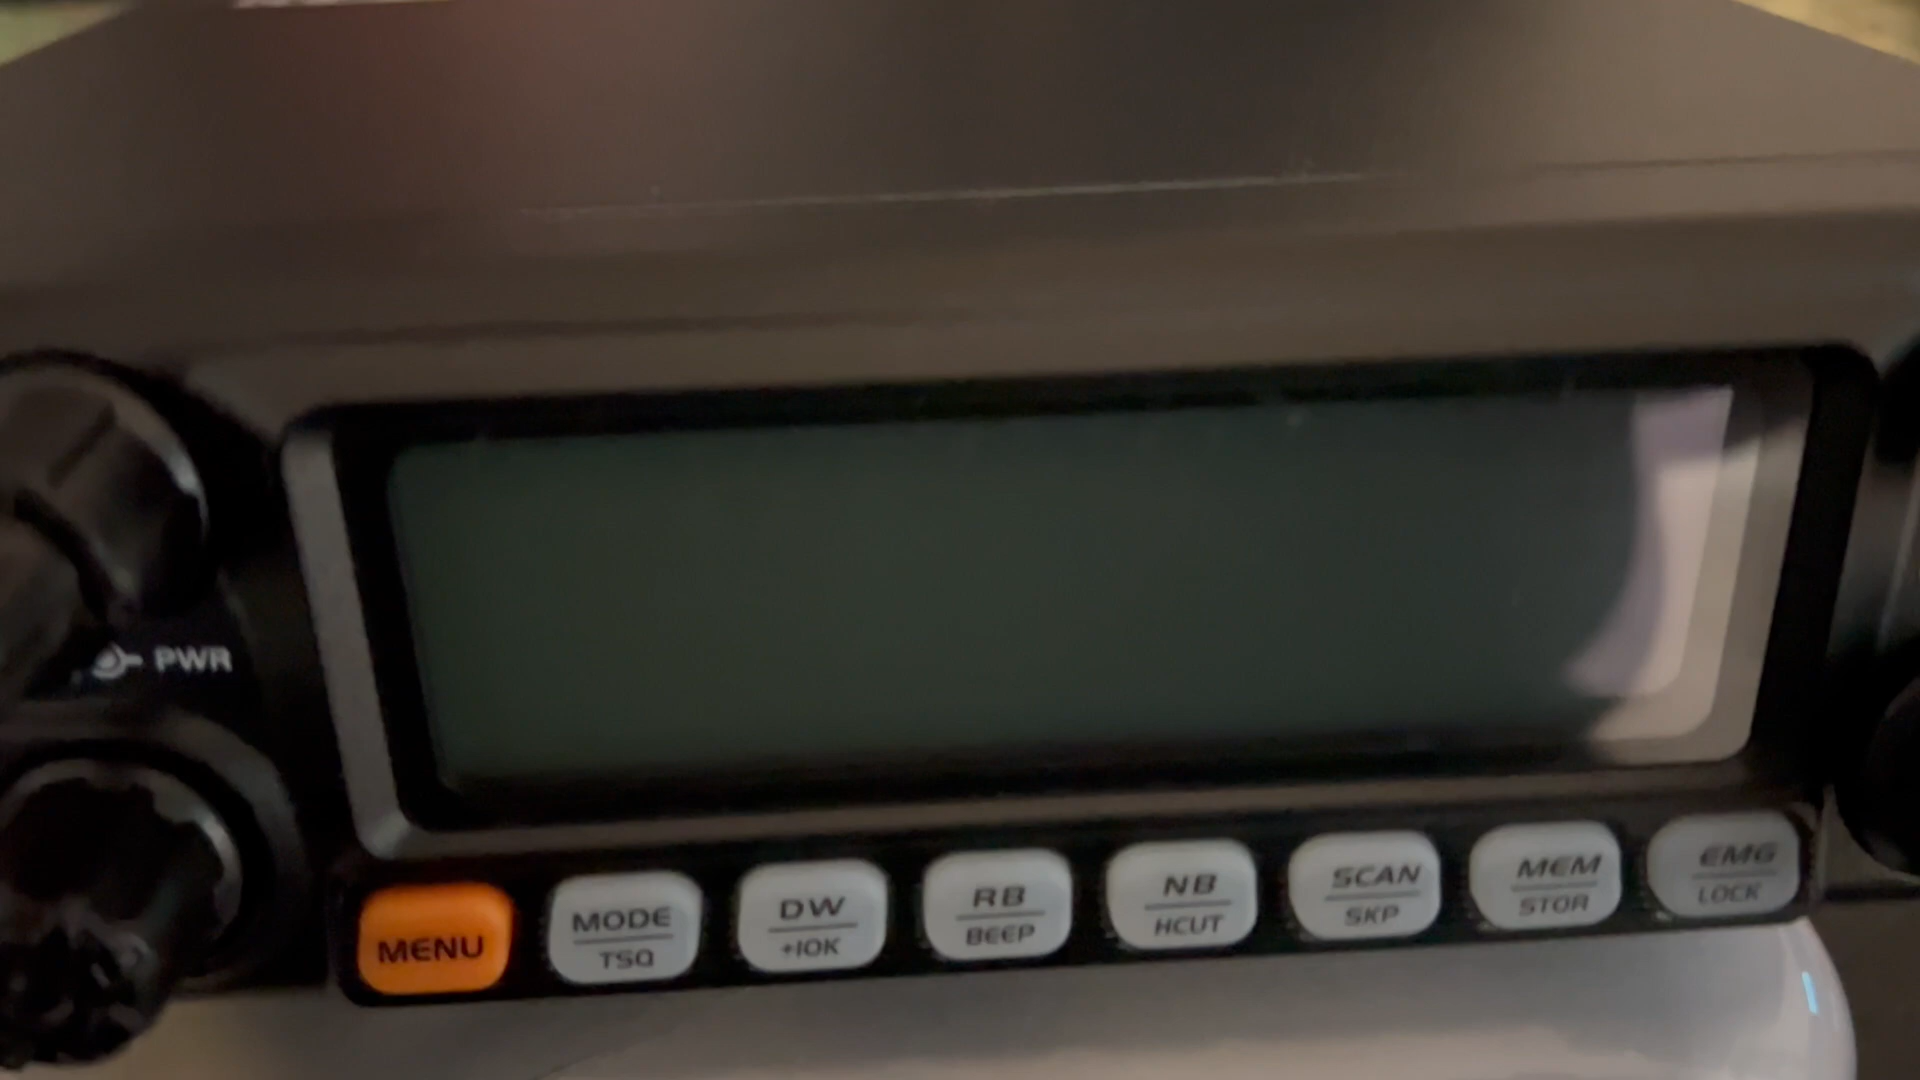 PWR
MENU
MODE
TSQ
DW
+10K
RB
BEEP
NB
HCUT
SCAN
SKP
MEM
STOR
EMG
LOCK